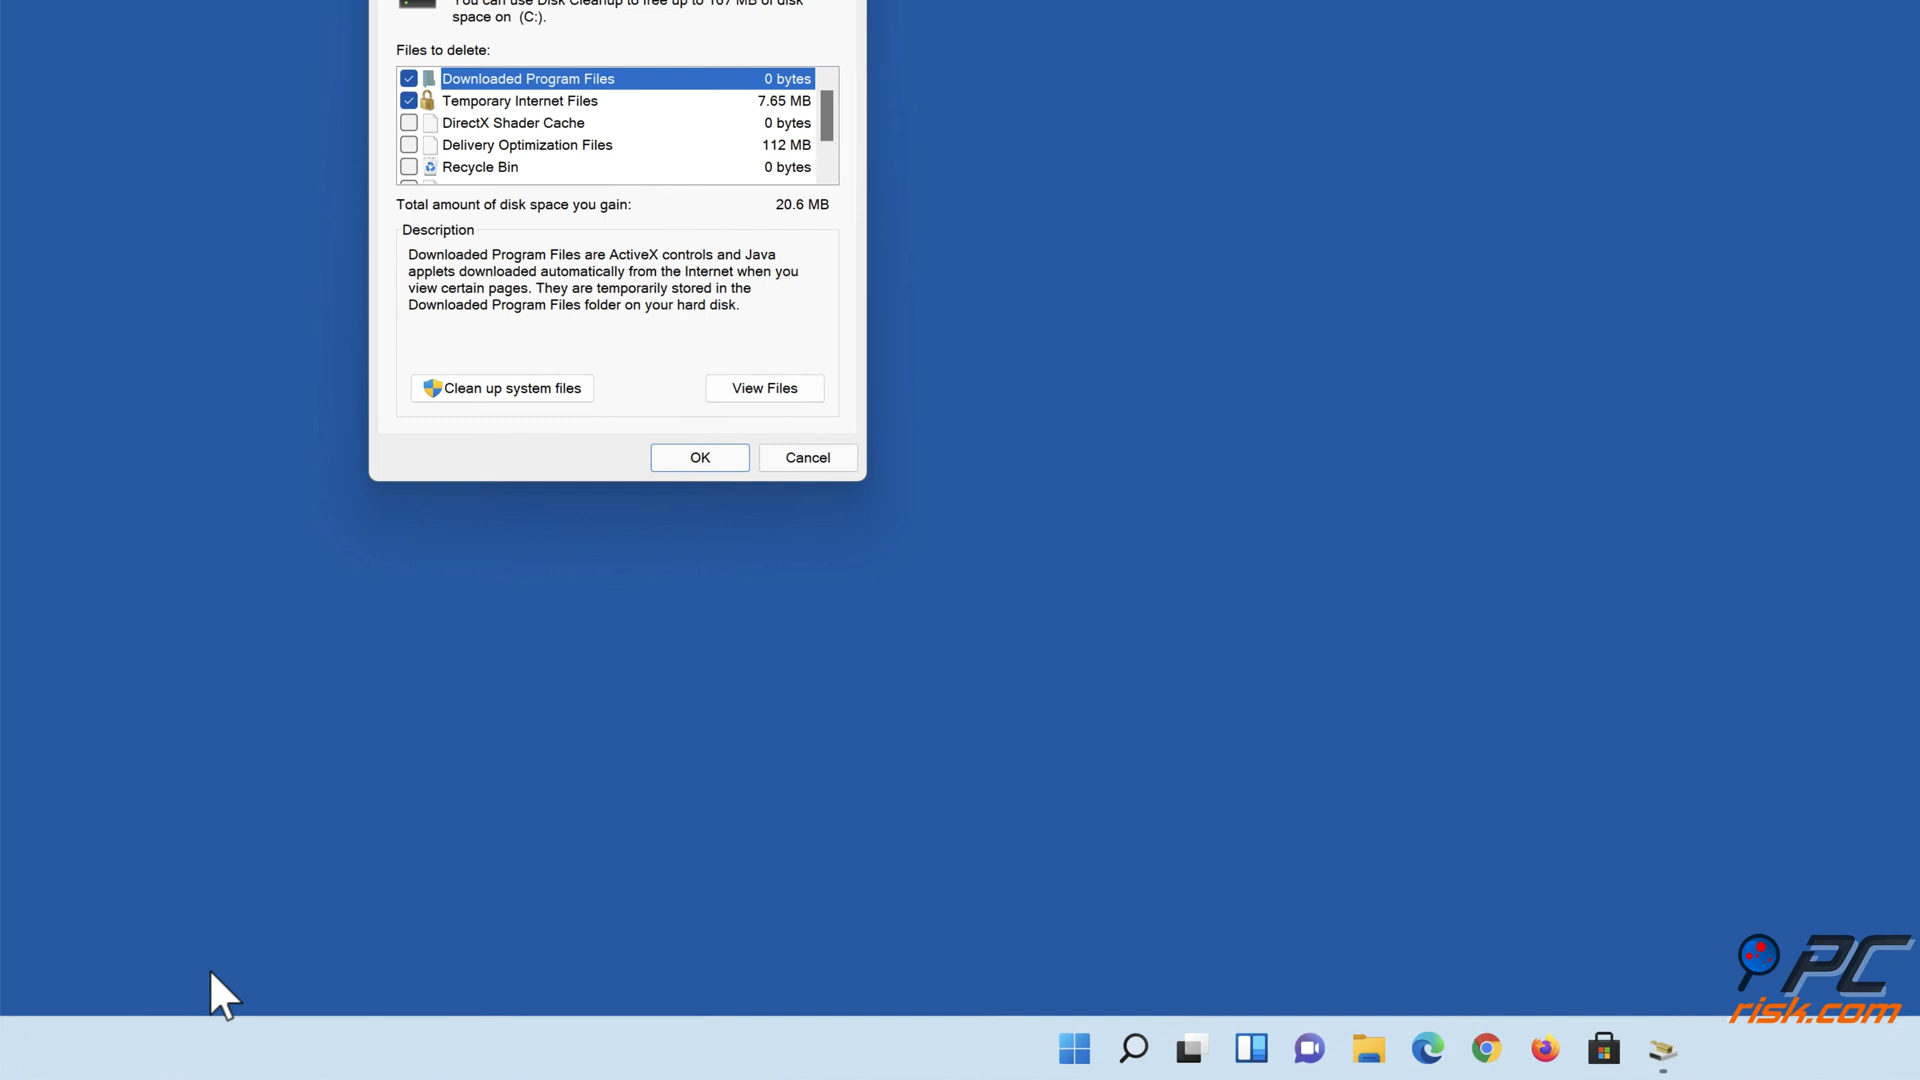 You can use Disk Cleanup to free up to 167 MB of disk
space on (C:).
Files to delete:
Downloaded Program Files 0 bytes
Temporary Internet Files 7.65 MB
DirectX Shader Cache 0 bytes
Delivery Optimization Files 112 MB
Recycle Bin 0 bytes
Total amount of disk space you gain: 20.6 MB
Description
Downloaded Program Files are ActiveX controls and Java
applets downloaded automatically from the Internet when you
view certain pages. They are temporarily stored in the
Downloaded Program Files folder on your hard disk.
Clean up system files View Files
OK Cancel
PC
risk.com